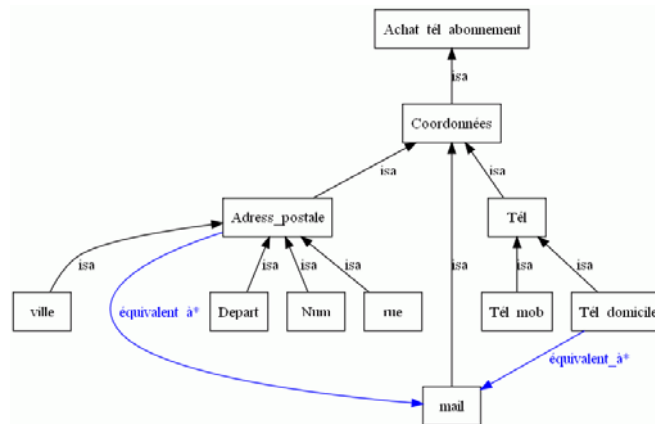 Achat tél abonnement
isa
Coordonnées
isa
isa
Adress_postale
Tél
isa
isa
isa
isa
isa
isa
isa
ville
équivalent à*
Depart
Num
rue
Tél mob
Tél domicile
équivalent_à*
mail